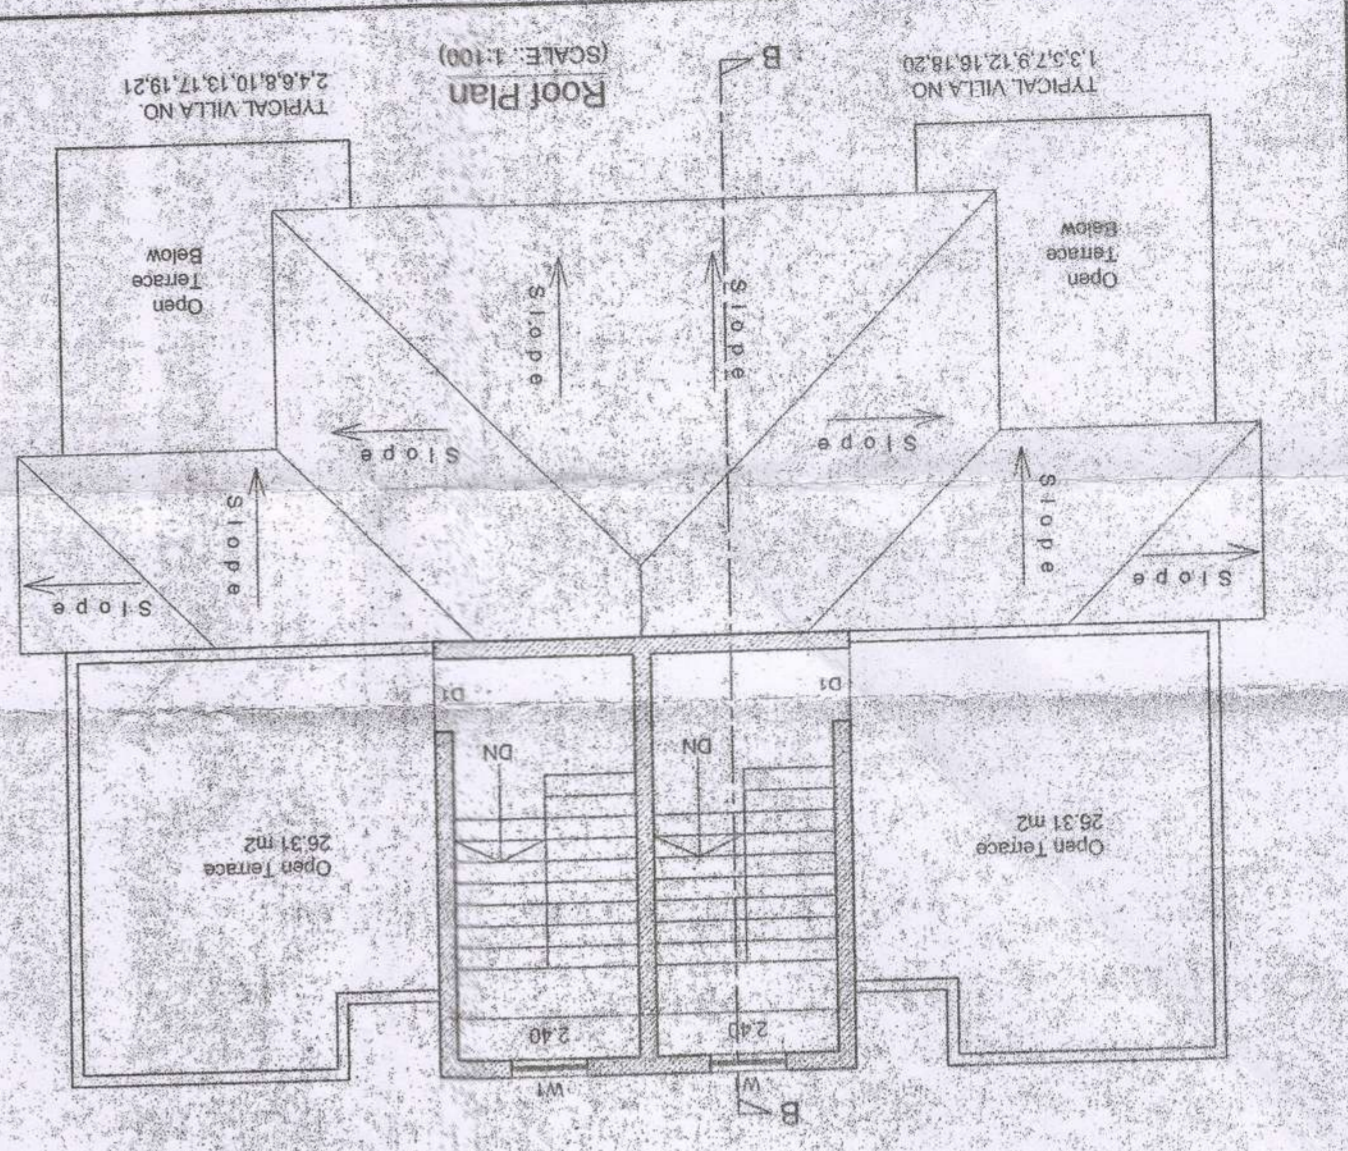 B
W
W1
2.40
2.40
Open Terrace
26.31 m2
Open Terrace
26.31 m2
DN
DN
D1
D1
Slope
Slope
Slope
Slope
Slope
Slope
Slope
Slope
Open
Terrace
Below
Open
Terrace
Below
TYPICAL VILLA NO.
1,3,5,7,9,12,16,18,20
B
Roof Plan
(SCALE:: 1:100)
TYPICAL VILLA NO.
2,4,6,8,10,13,17,19,21